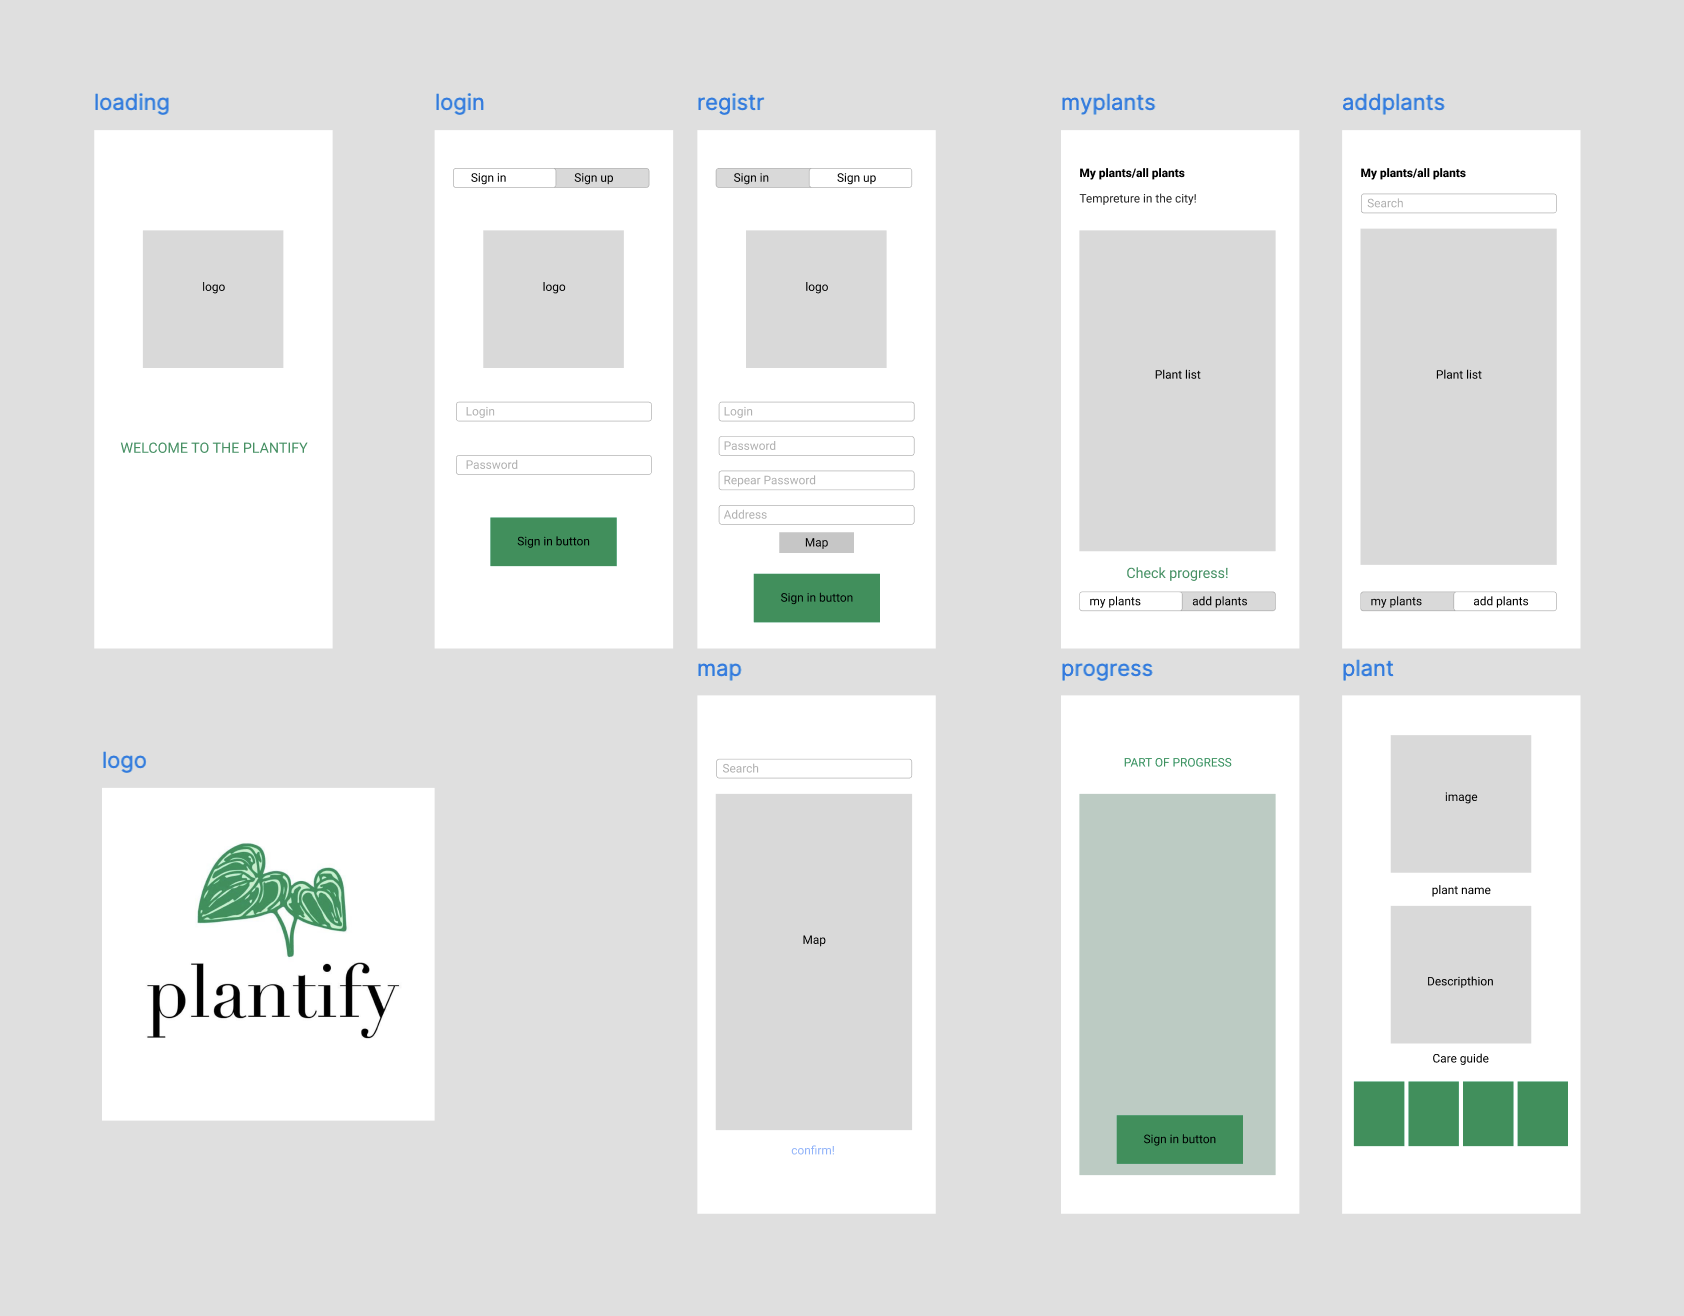 loading
WELCOME TO THE PLANTIFY
logo
login
Sign in
Sign up
logo
Login
Password
Sign in button
registr
Sign in
Sign up
logo
Login
Password
Repear Password
Address
Map
Sign in button
myplants
My plants/all plants
Tempreture in the city!
Plant list
Check progress!
my plants
add plants
addplants
My plants/all plants
Search
Plant list
my plants
add plants
logo
plantify
map
Search
Map
confirm!
progress
PART OF PROGRESS
Sign in button
plant
image
plant name
Descripthion
Care guide